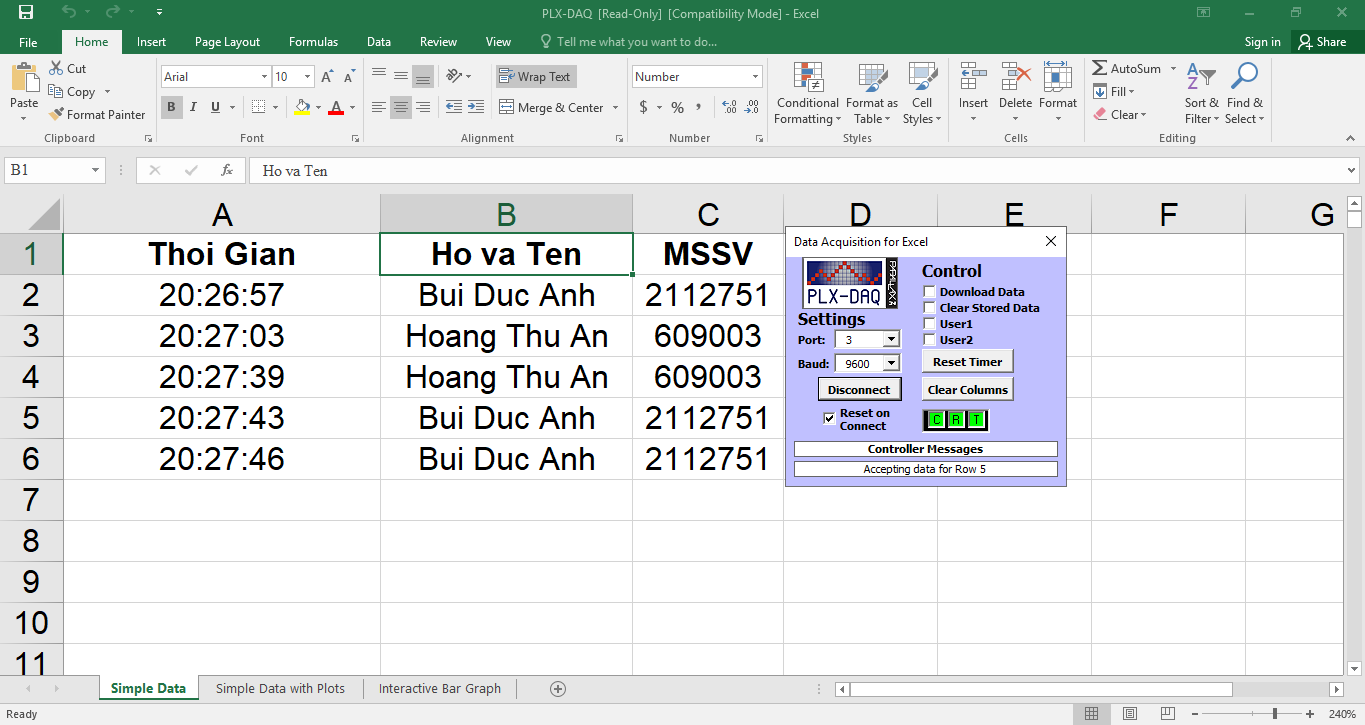 PLX-DAQ [Read-Only] [Compatibility Mode] - Excel
File Home Insert Page Layout Formulas Data Review View Tell me what you want to do... Sign in Share
Paste
Cut
Copy
Format Painter
Clipboard
Arial 10
B I U A
Font
Wrap Text
Merge & Center
Alignment
Number
$ % ,
Number
Conditional Formatting
Format as Table
Cell Styles
Styles
Insert Delete Format
Cells
AutoSum
Fill
Clear
Sort & Filter
Find & Select
Editing
B1 fx Ho va Ten
A B C D E F G
1 Thoi Gian Ho va Ten MSSV
2 20:26:57 Bui Duc Anh 2112751
3 20:27:03 Hoang Thu An 609003
4 20:27:39 Hoang Thu An 609003
5 20:27:43 Bui Duc Anh 2112751
6 20:27:46 Bui Duc Anh 2112751
7
8
9
10
11
Data Acquisition for Excel
PLX-DAQ
PARALLAX
Settings
Port: 3
Baud: 9600
Disconnect
Reset on
Connect
Control
Download Data
Clear Stored Data
User1
User2
Reset Timer
Clear Columns
C R T
Controller Messages
Accepting data for Row 5
Simple Data Simple Data with Plots Interactive Bar Graph
Ready 240%